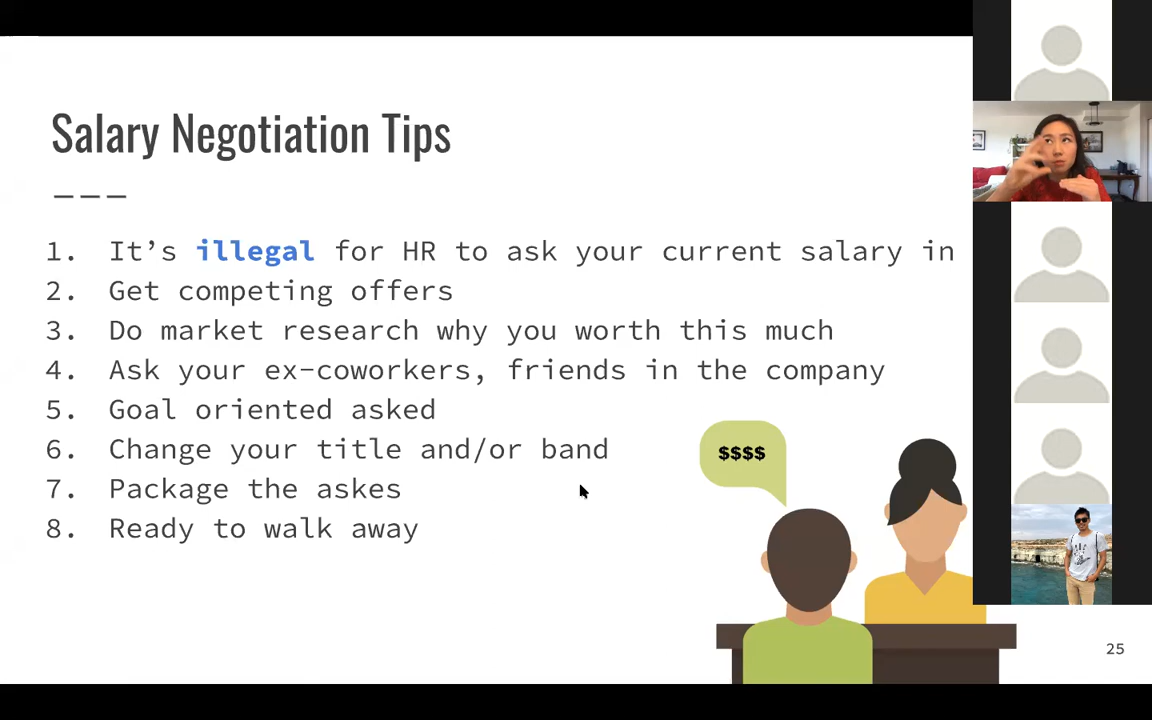 Salary Negotiation Tips
1. It’s illegal for HR to ask your current salary in
2. Get competing offers
3. Do market research why you worth this much
4. Ask your ex-coworkers, friends in the company
5. Goal oriented asked
6. Change your title and/or band
7. Package the askes
8. Ready to walk away
$$$$
25